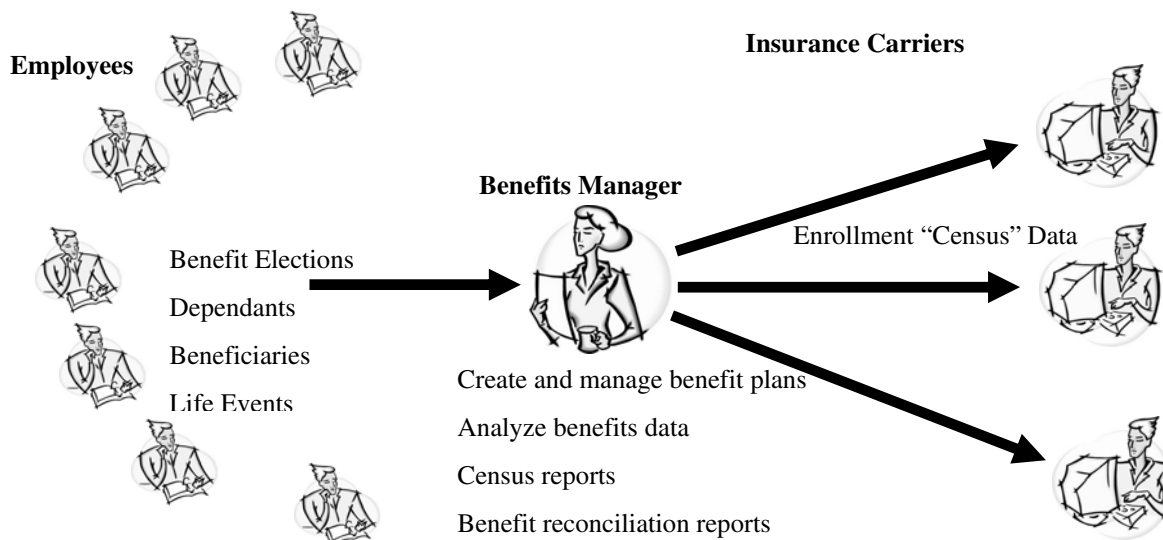 Employees
Insurance Carriers
Benefits Manager
Benefit Elections
Dependants
Beneficiaries
Life Events
Enrollment “Census” Data
Create and manage benefit plans
Analyze benefits data
Census reports
Benefit reconciliation reports